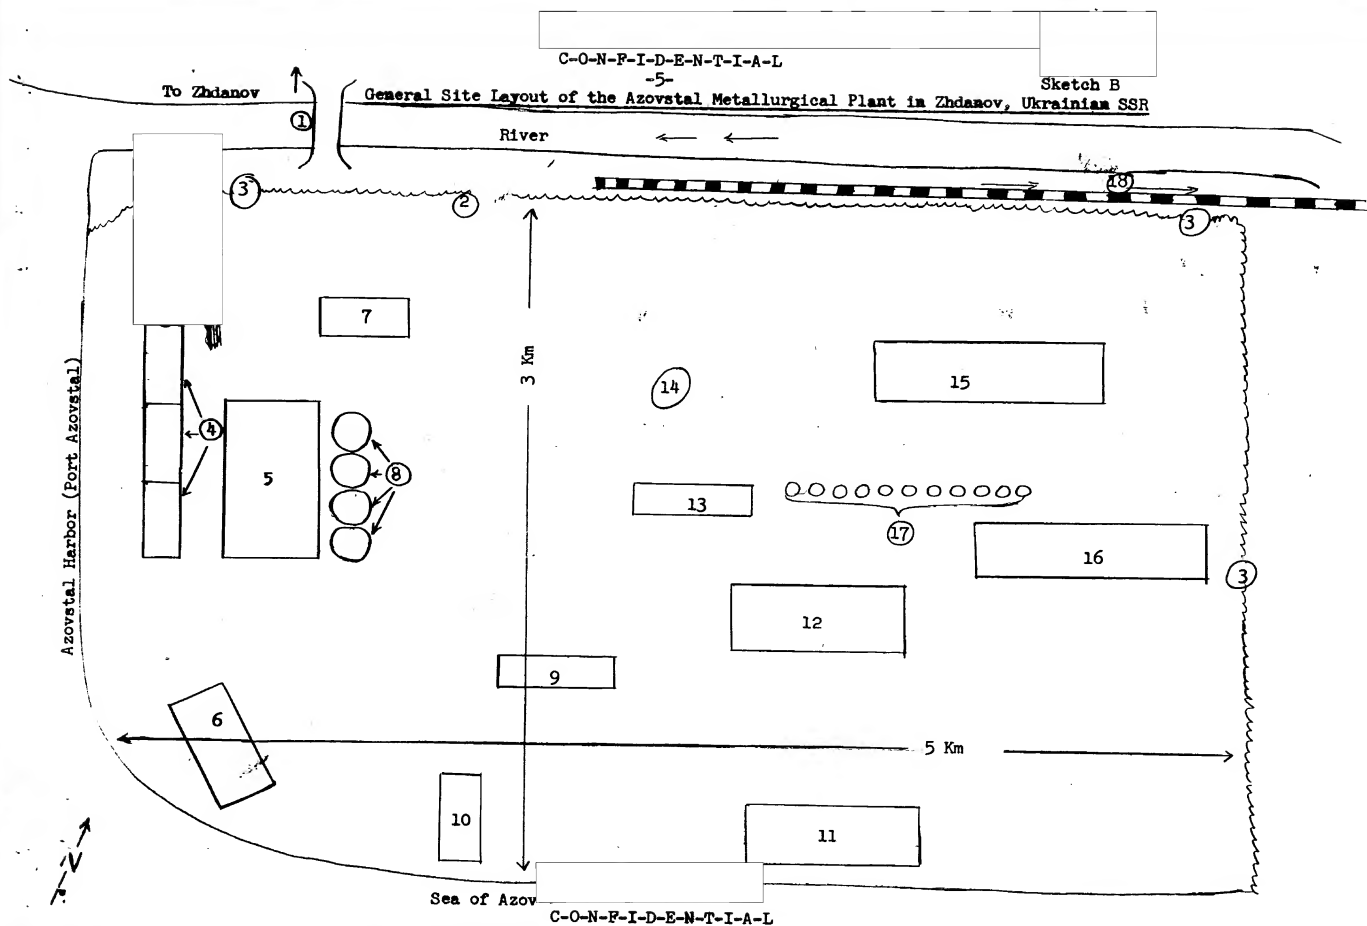 C-O-N-F-I-D-E-N-T-I-A-L
-5-
Sketch B
To Zhdanov
General Site Layout of the Azovstal Metallurgical Plant in Zhdanov, Ukrainian SSR
1
River
18
3
2
3
7
3 Km
14
15
Azovstal Harbor (Port Azovstal)
4
5
8
13
17
16
3
12
9
6
5 Km
10
11
N
Sea of Azov
C-O-N-F-I-D-E-N-T-I-A-L